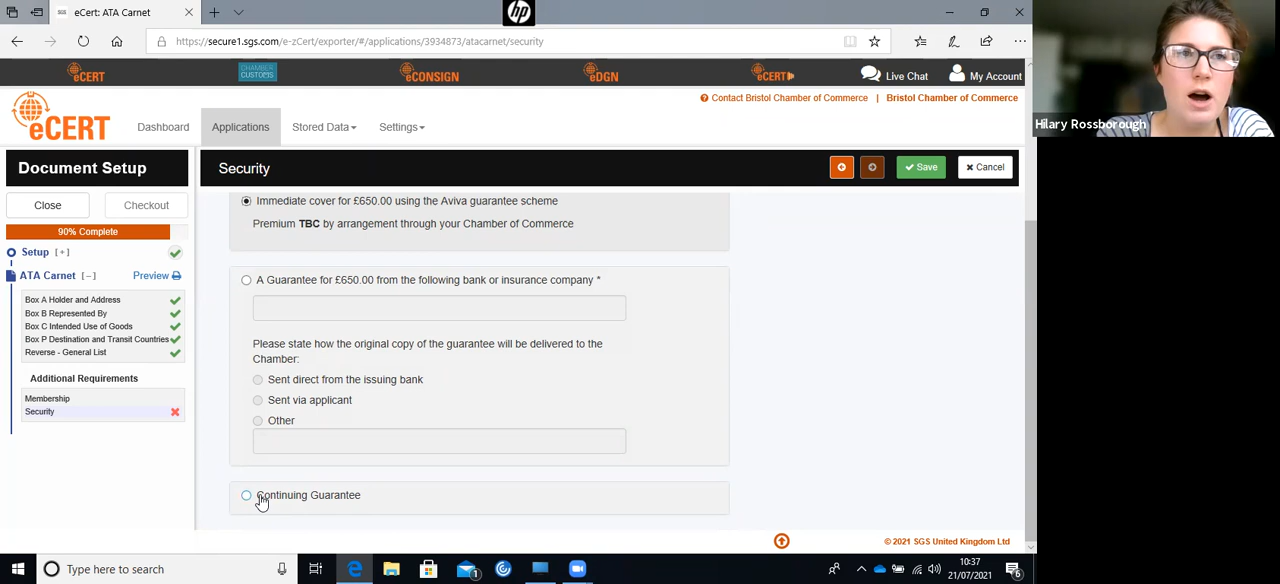 eCert: ATA Carnet
hp
https://secure1.sgs.com/e-zCert/exporter/#/applications/3934873/atacarnet/security
eCERT
CHAMBER CUSTOMS
eCONSIGN
eDGN
eCERT
Live Chat
My Account
Contact Bristol Chamber of Commerce | Bristol Chamber of Commerce
eCERT
Dashboard
Applications
Stored Data
Settings
Hilary Rossborough
Document Setup
Security
Save
Cancel
Close
Checkout
90% Complete
Setup [+]
ATA Carnet [−]
Preview
Box A Holder and Address
Box B Represented By
Box C Intended Use of Goods
Box P Destination and Transit Countries
Reverse - General List
Additional Requirements
Membership
Security
Immediate cover for £650.00 using the Aviva guarantee scheme
Premium TBC by arrangement through your Chamber of Commerce
A Guarantee for £650.00 from the following bank or insurance company *
Please state how the original copy of the guarantee will be delivered to the
Chamber:
Sent direct from the issuing bank
Sent via applicant
Other
Continuing Guarantee
© 2021 SGS United Kingdom Ltd
Type here to search
1
10:37
21/07/2021
6